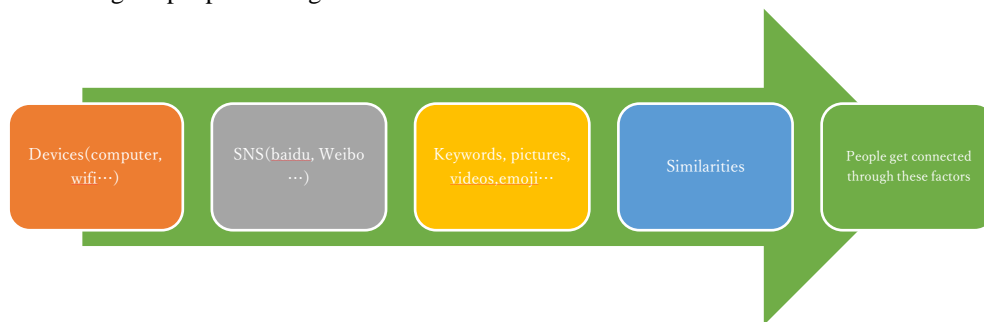 Devices(computer,
wifi…)
SNS(baidu, Weibo
…)
Keywords, pictures,
videos,emoji…
Similarities
People get connected
through these factors